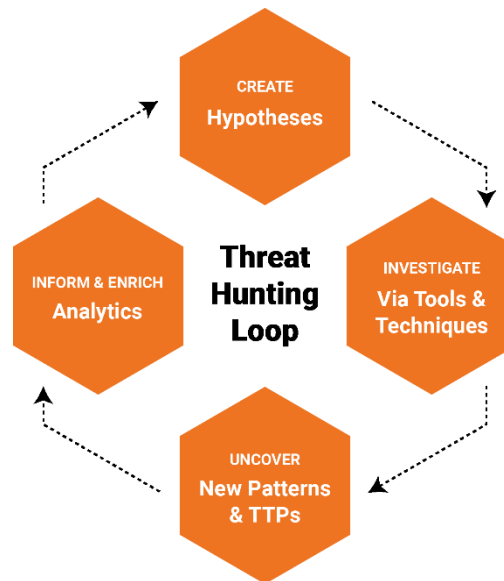 CREATE
Hypotheses
INVESTIGATE
Via Tools &
Techniques
UNCOVER
New Patterns
& TTPs
INFORM & ENRICH
Analytics
Threat
Hunting
Loop